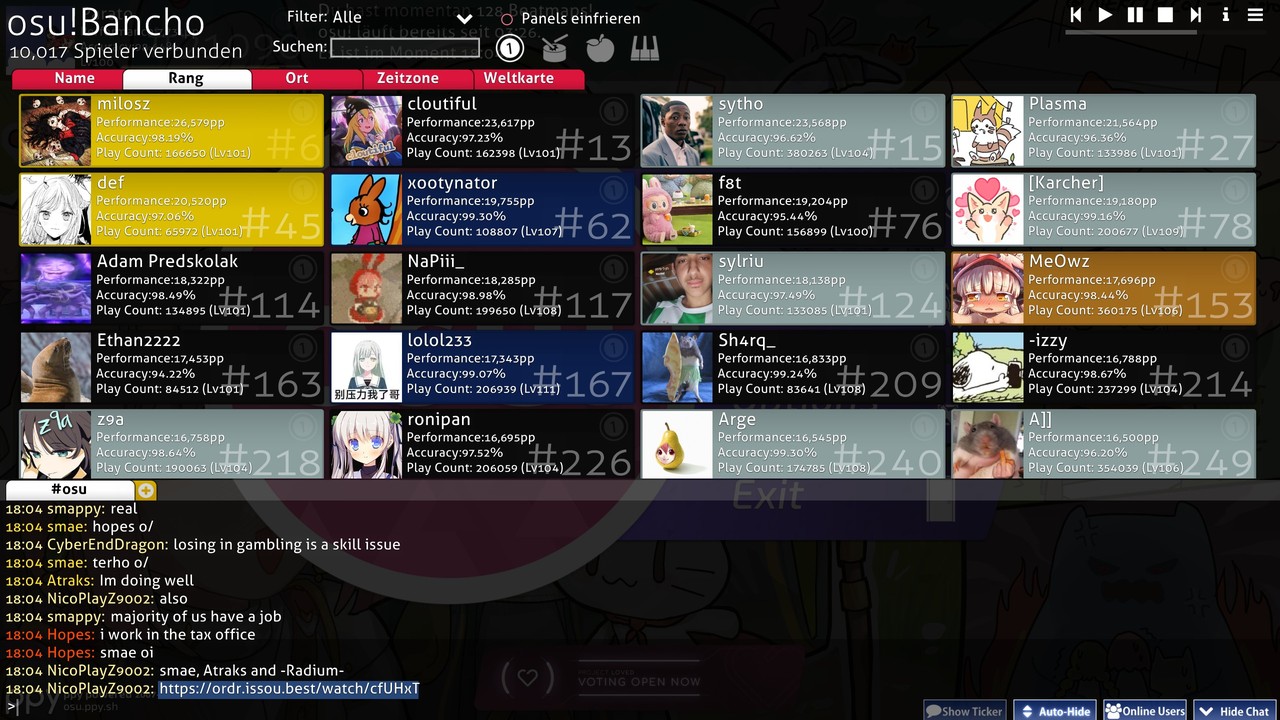 osu!Bancho
10,017 Spieler verbunden
Filter: Alle
Panels einfrieren
Suchen:
Name Rang Ort Zeitzone Weltkarte
milosz
Performance:26,579pp
Accuracy:98.19%
Play Count: 166650 (Lv101)
#6
cloutiful
Performance:23,617pp
Accuracy:97.23%
Play Count: 162398 (Lv101)
#13
cloutiful
sytho
Performance:23,568pp
Accuracy:96.62%
Play Count: 380263 (Lv104)
#15
Plasma
Performance:21,564pp
Accuracy:96.36%
Play Count: 133986 (Lv101)
#27
def
Performance:20,520pp
Accuracy:97.06%
Play Count: 65972 (Lv101)
#45
xootynator
Performance:19,755pp
Accuracy:99.30%
Play Count: 108807 (Lv107)
#62
f8t
Performance:19,204pp
Accuracy:95.44%
Play Count: 156899 (Lv100)
#76
[Karcher]
Performance:19,180pp
Accuracy:99.16%
Play Count: 200677 (Lv109)
#78
Adam Predskolak
Performance:18,322pp
Accuracy:98.49%
Play Count: 134895 (Lv101)
#114
NaPiii_
Performance:18,285pp
Accuracy:98.98%
Play Count: 199650 (Lv108)
#117
sylriu
Performance:18,138pp
Accuracy:97.49%
Play Count: 133085 (Lv101)
#124
MeOwz
Performance:17,696pp
Accuracy:98.44%
Play Count: 360175 (Lv106)
#153
Ethan2222
Performance:17,453pp
Accuracy:94.22%
Play Count: 84512 (Lv101)
#163
lolol233
Performance:17,343pp
Accuracy:99.07%
Play Count: 206939 (Lv111)
#167
别压力我了哥
Sh4rq_
Performance:16,833pp
Accuracy:99.24%
Play Count: 83641 (Lv108)
#209
-izzy
Performance:16,788pp
Accuracy:98.67%
Play Count: 237299 (Lv104)
#214
z9a
z9a
Performance:16,758pp
Accuracy:98.64%
Play Count: 190063 (Lv104)
#218
ronipan
Performance:16,695pp
Accuracy:97.52%
Play Count: 206059 (Lv104)
#226
Arge
Performance:16,545pp
Accuracy:99.30%
Play Count: 174785 (Lv108)
#240
A]]
Performance:16,500pp
Accuracy:96.20%
Play Count: 354039 (Lv106)
#249
#osu
Exit
18:04 smappy: real
18:04 smae: hopes o/
18:04 CyberEndDragon: losing in gambling is a skill issue
18:04 smae: terho o/
18:04 Atraks: Im doing well
18:04 NicoPlayZ9002: also
18:04 smappy: majority of us have a job
18:04 Hopes: i work in the tax office
18:04 Hopes: smae oi
18:04 NicoPlayZ9002: smae, Atraks and -Radium-
18:04 NicoPlayZ9002: https://ordr.issou.best/watch/cfUHxT
>
VOTING OPEN NOW
osu.ppy.sh
Show Ticker Auto-Hide Online Users Hide Chat